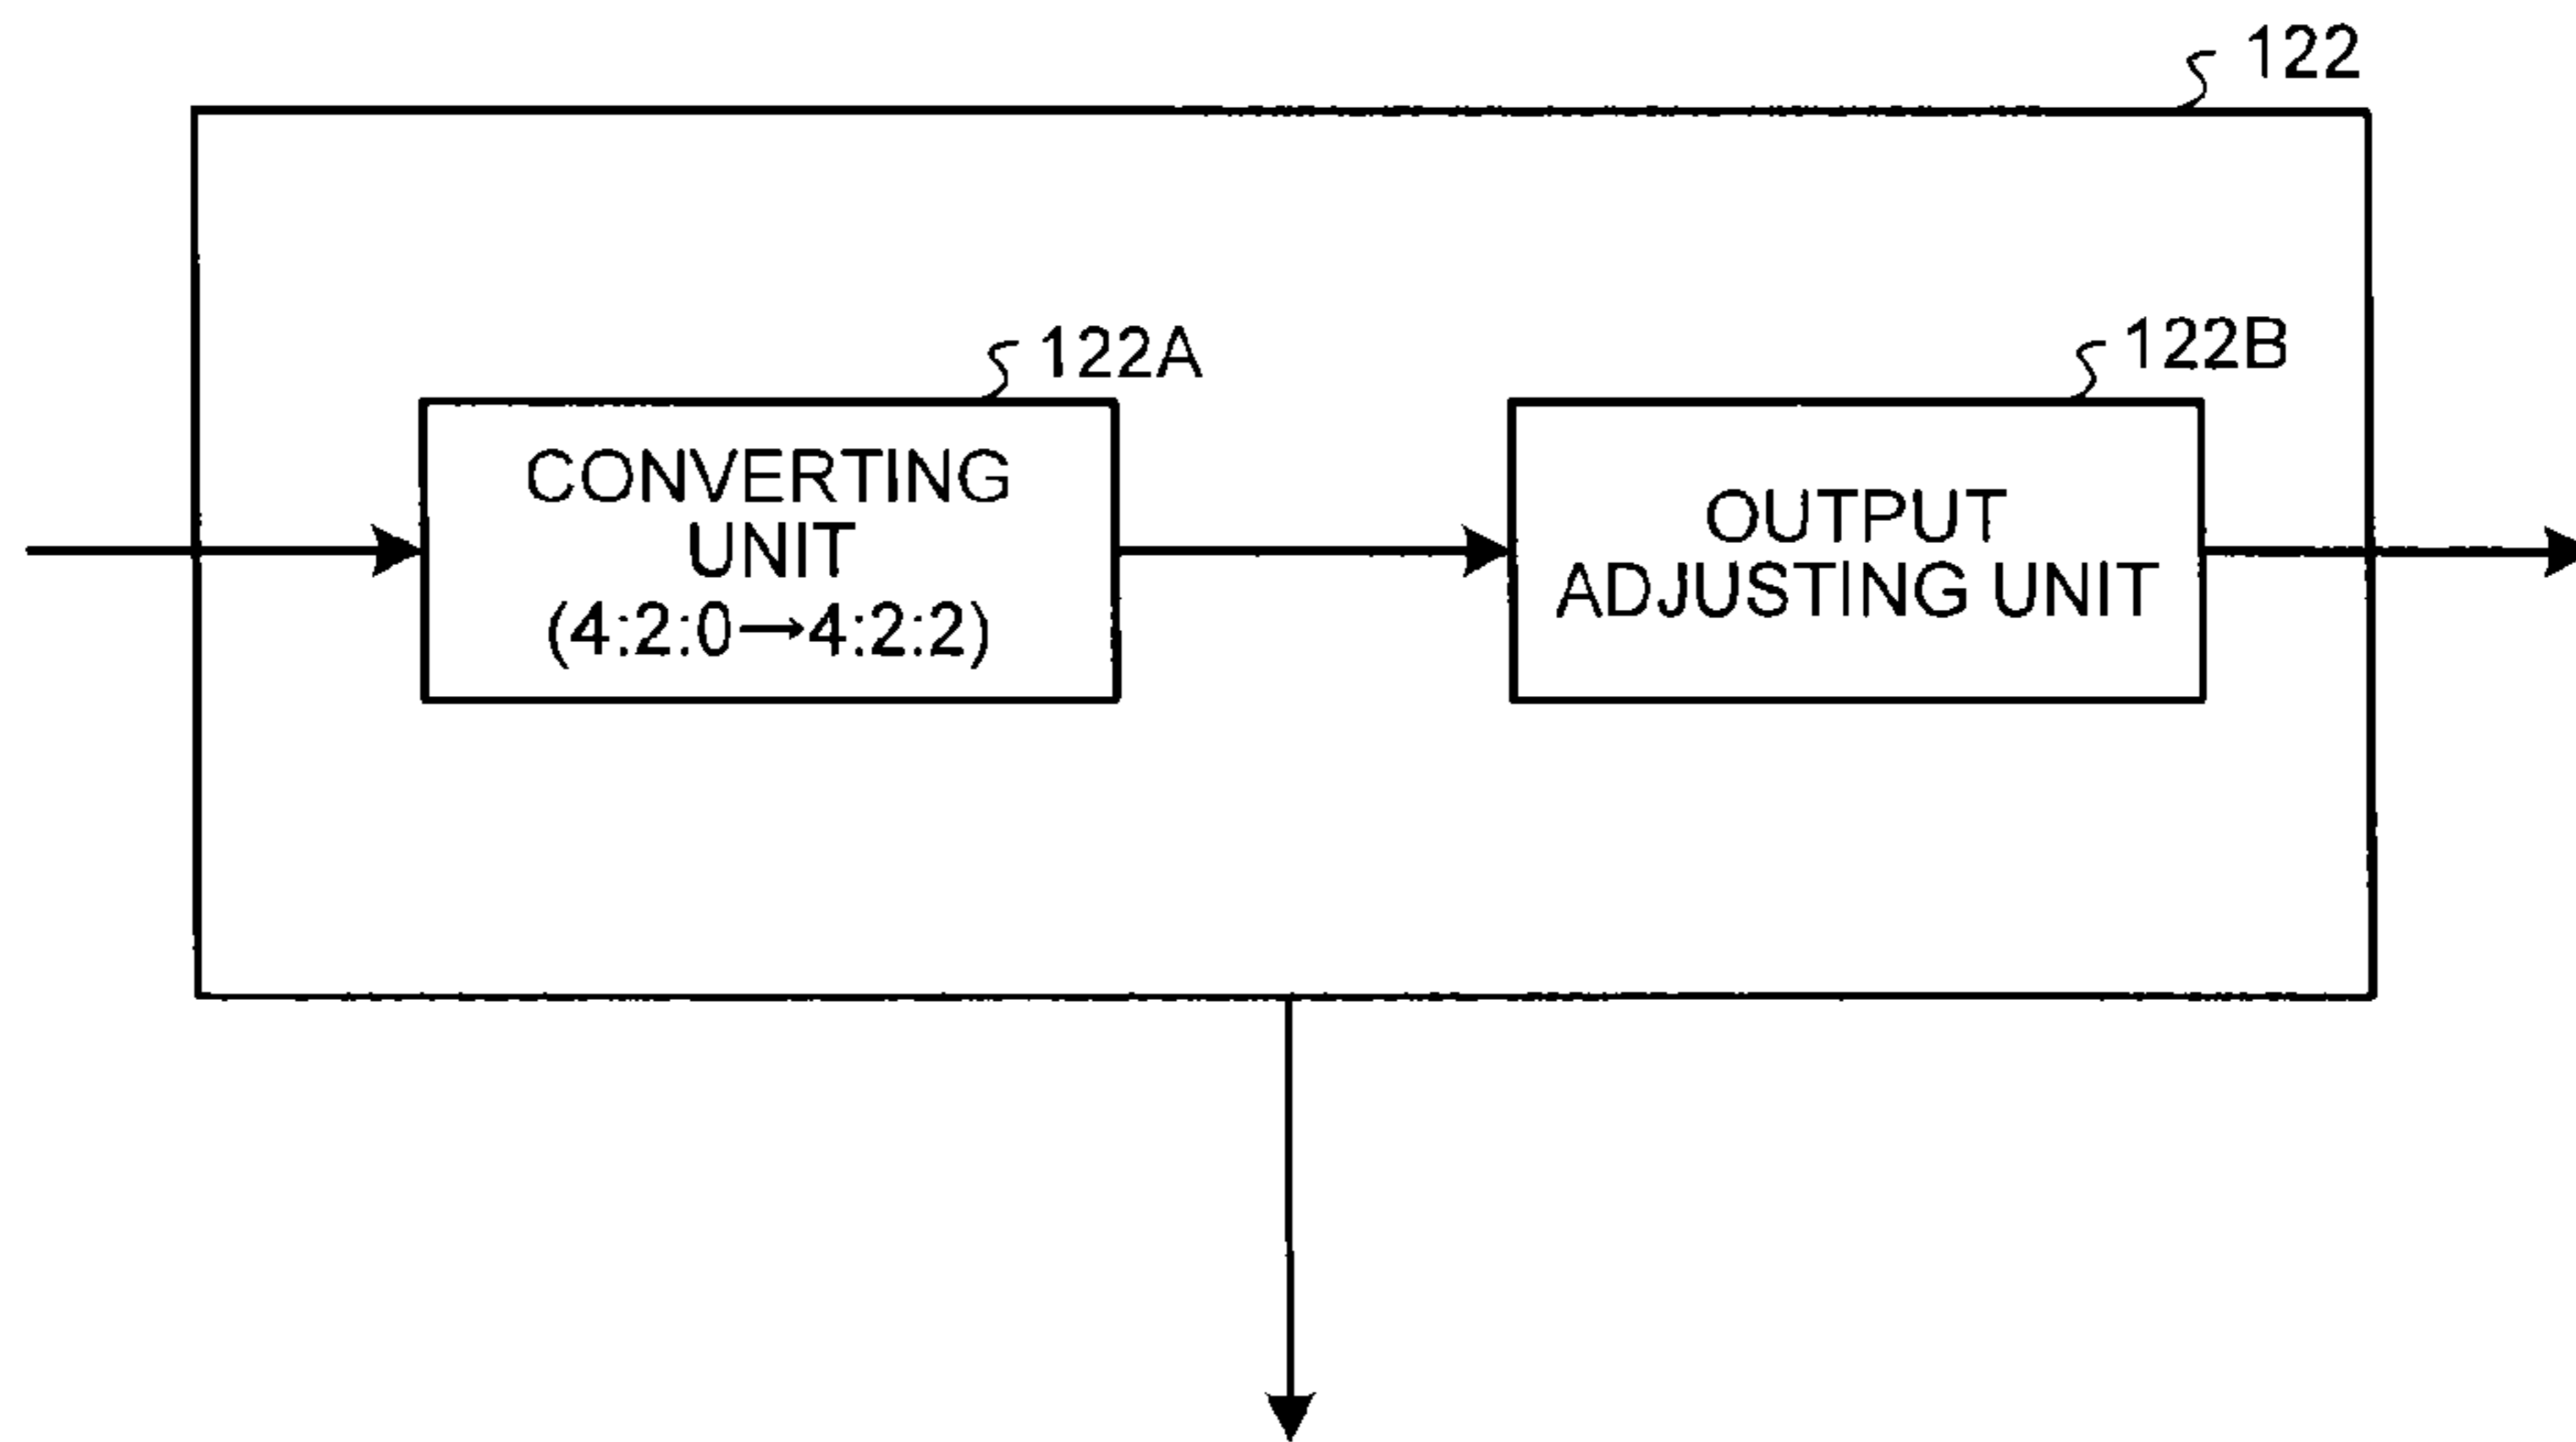 122
122A
122B
CONVERTING
UNIT
(4:2:0→4:2:2)
OUTPUT
ADJUSTING UNIT